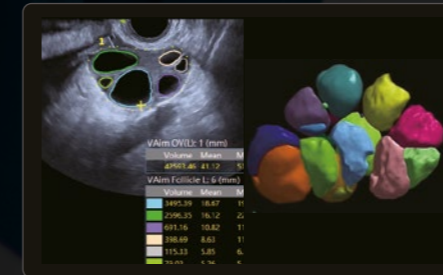 1
VAim OV(L): 1 (mm)
Volume Mean M
42593.46 41.12
VAim Follicle L: 6 (mm)
Volume Mean M
3495.39 18.67
2596.35 16.12
691.16 10.82
398.69 8.63
115.33 5.85